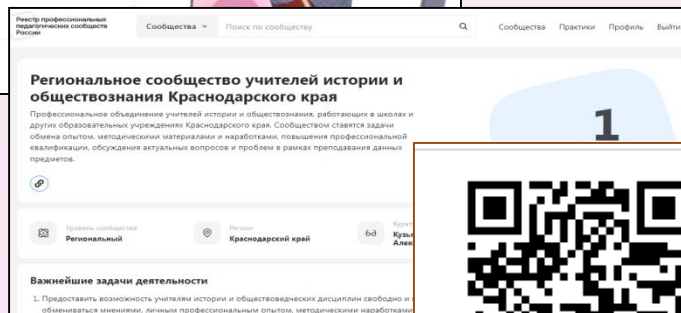 Реестр профессиональных
педагогических сообществ
России
Сообщества
Поиск по сообществу
Сообщества Практики Профиль Выйти
Региональное сообщество учителей истории и
обществознания Краснодарского края
Профессиональное объединение учителей истории и обществознания, работающих в школах и
других образовательных учреждениях Краснодарского края. Сообществом ставятся задачи
обмена опытом, методическими материалами и наработками, повышения профессиональной
квалификации, обсуждения актуальных вопросов и проблем в рамках преподавания данных
предметов.
1
Уровень сообщества
Региональный
Регион
Краснодарский край
Важнейшие задачи деятельности
1. Предоставить возможность учителям истории и обществоведческих дисциплин свободно и
обмениваться мнениями, личным профессиональным опытом, методическими наработками